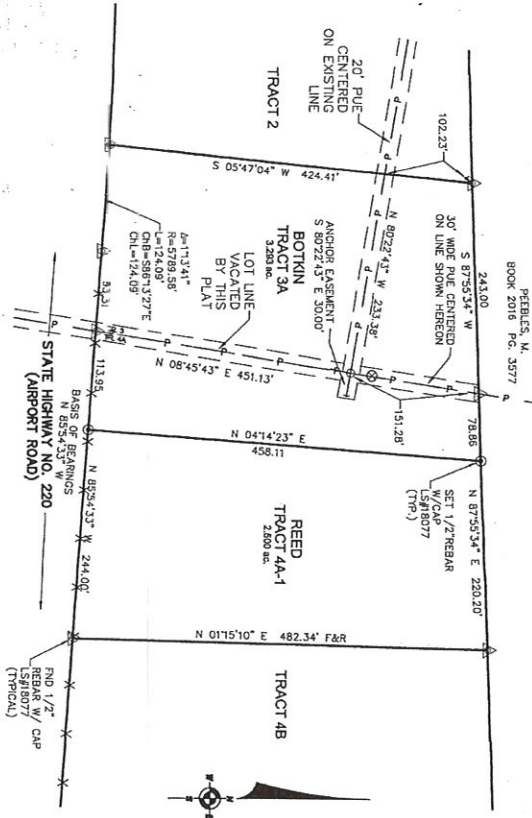 PEEBLES, M.
BOOK 2016 PG. 3577
S 87°55'34" W
243.00
78.86
N 87°55'34" E 220.20'
102.23'
30' WIDE PUE CENTERED
ON LINE SHOWN HEREON
SET 1/2"REBAR
W/CAP
LS#18077
(TYP.)
20' PUE
CENTERED
ON EXISTING
LINE
TRACT 2
S 05°47'04" W 424.41'
N 80°22'43" W 233.38'
ANCHOR EASEMENT
S 80°22'43" E 30.00'
151.28'
BOTKIN
TRACT 3A
3.293 ac.
LOT LINE
VACATED
BY THIS
PLAT
N 08°45'43" E 451.13'
N 04°14'23" E
458.11
REED
TRACT 4A-1
2.600 ac.
N 01°15'10" E 482.34' F&R
TRACT 4B
Δ=1°13'41"
R=5789.58'
L=124.09'
ChB=S86°13'27"E
ChL=124.09'
93.31
113.95
BASIS OF BEARINGS
N 85°54'33" W
N 85°54'33" W 244.00'
STATE HIGHWAY NO. 220
(AIRPORT ROAD)
FND 1/2"
REBAR W/ CAP
LS#18077
(TYPICAL)